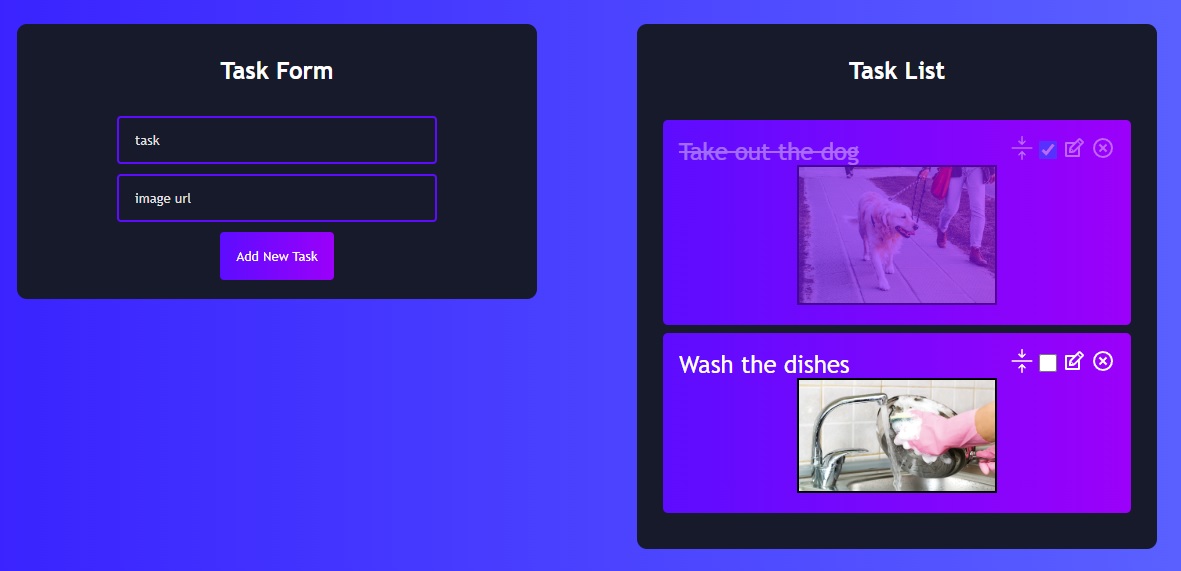 Task Form
task
image url
Add New Task
Task List
Take out the dog
Wash the dishes